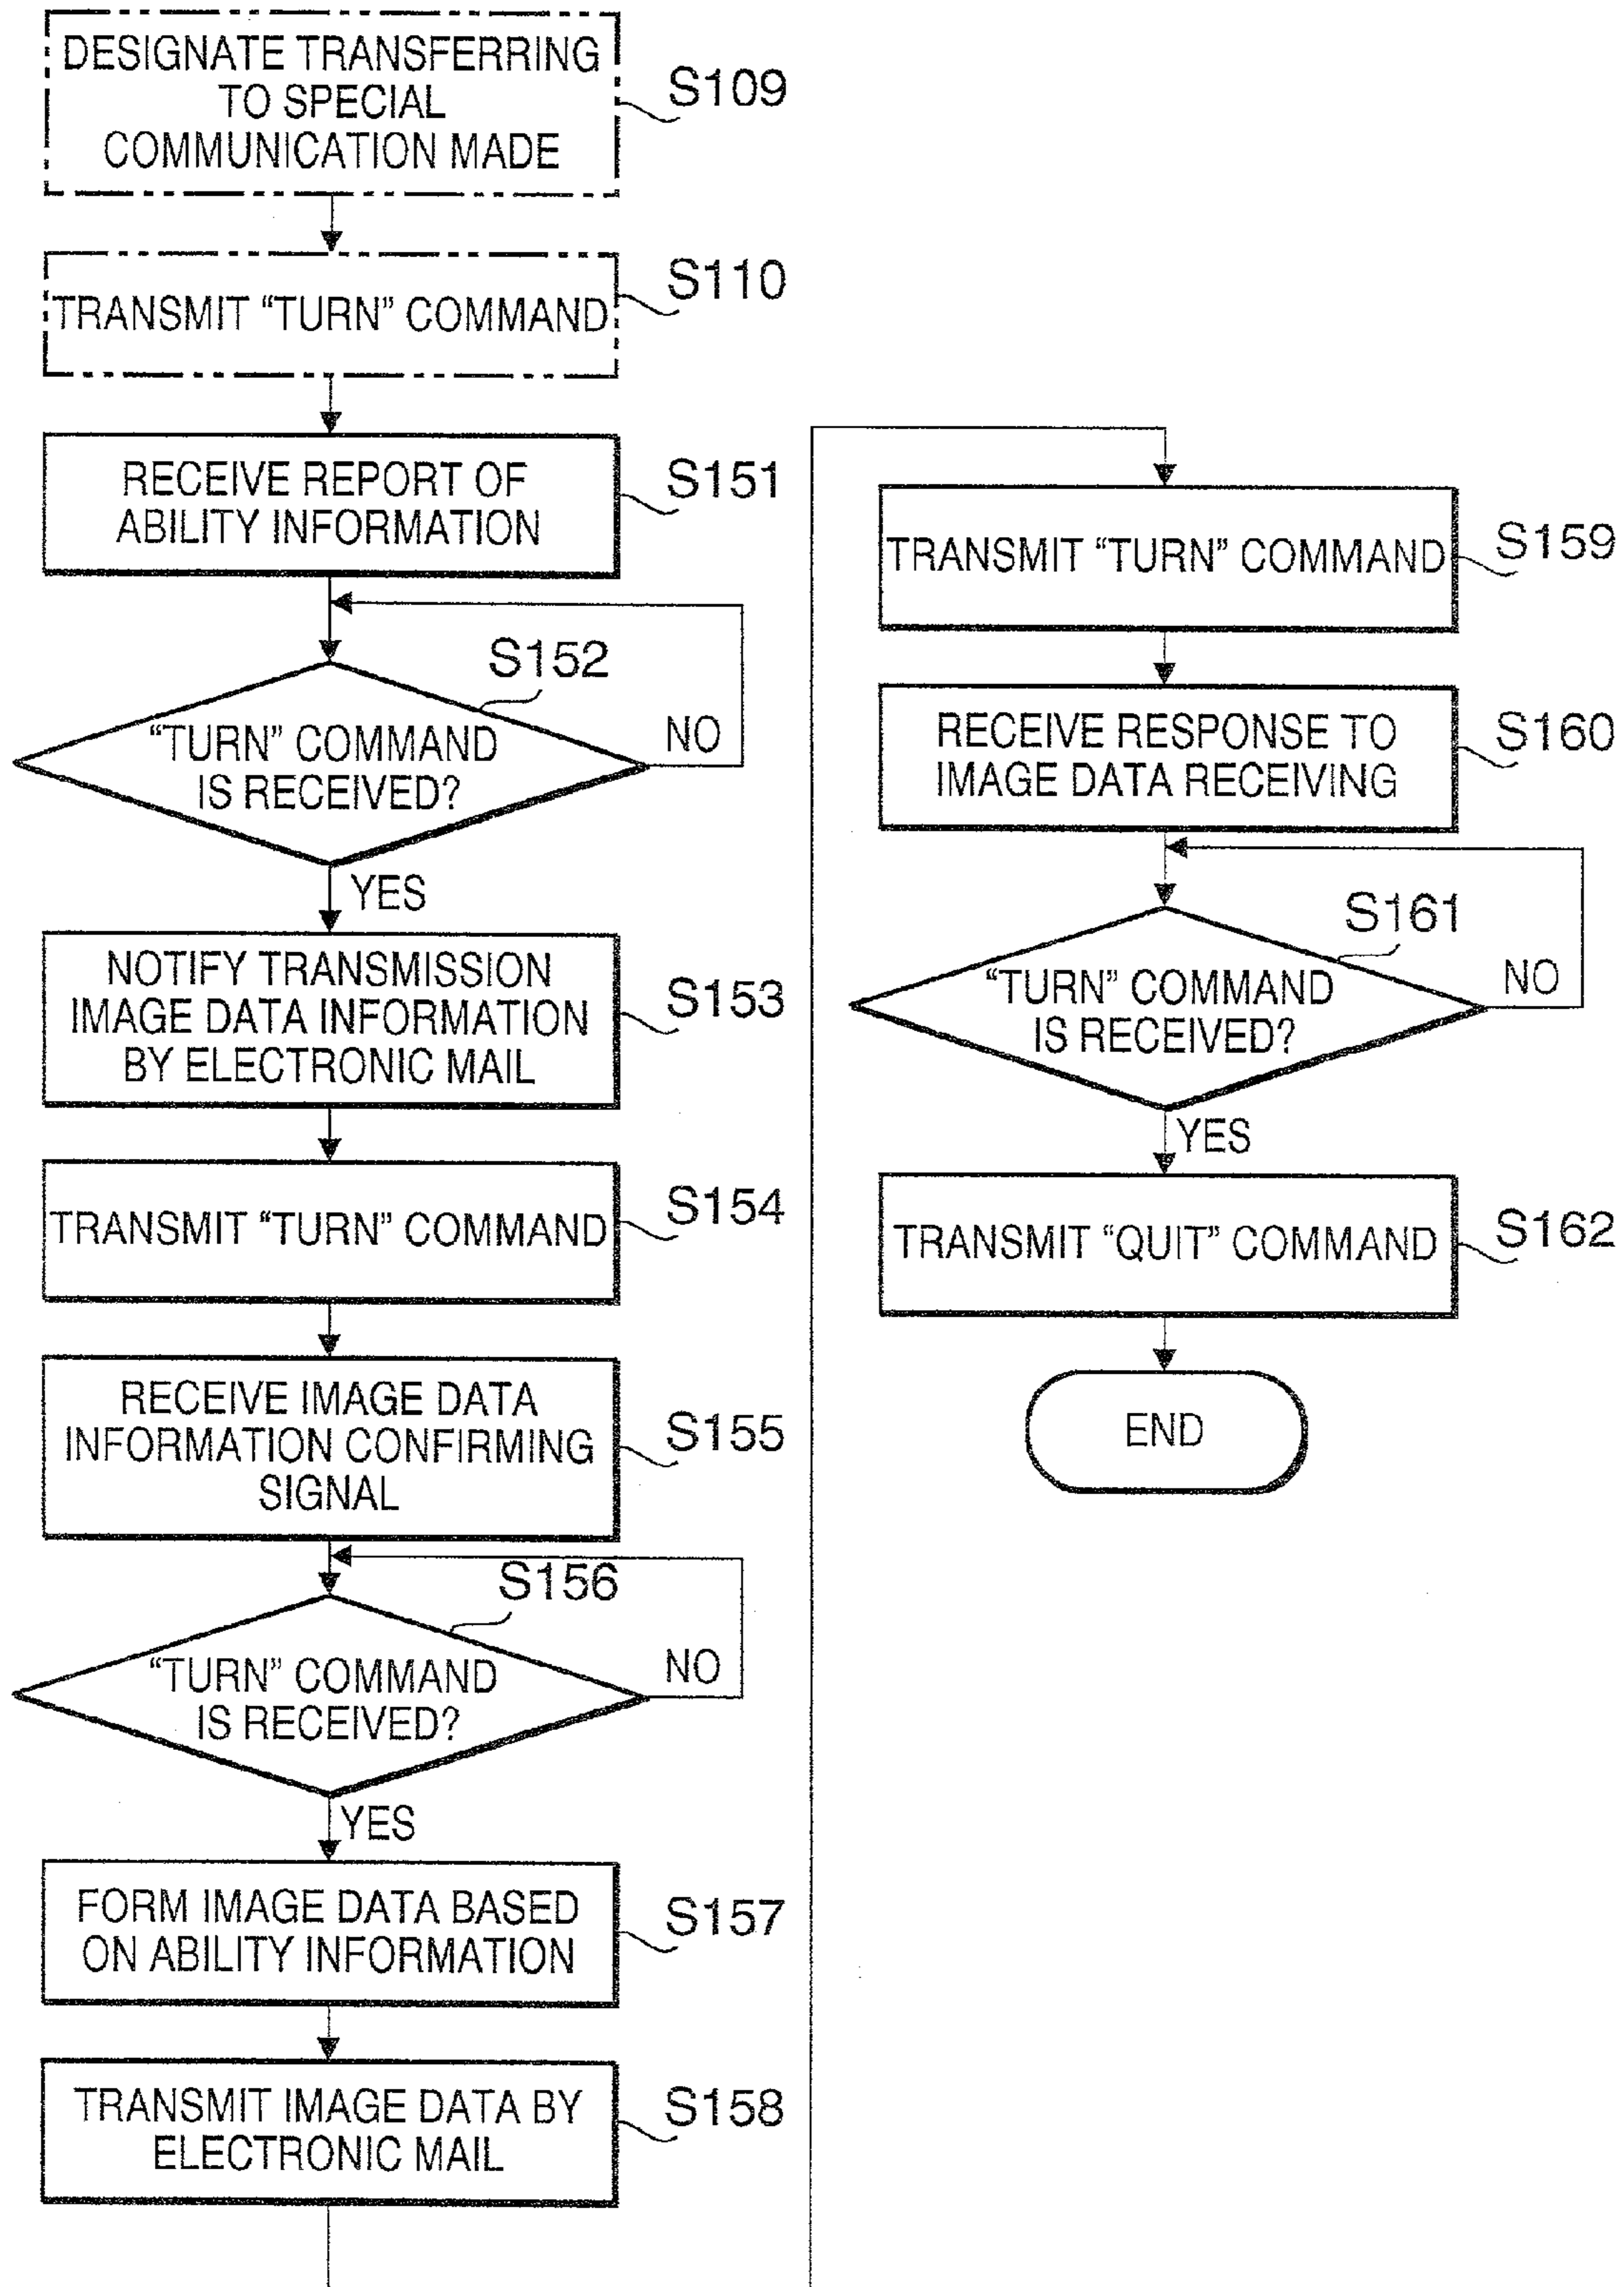 DESIGNATE TRANSFERRING
TO SPECIAL
COMMUNICATION MADE
S109
TRANSMIT “TURN” COMMAND
S110
RECEIVE REPORT OF
ABILITY INFORMATION
S151
S152
“TURN” COMMAND
IS RECEIVED?
NO
YES
NOTIFY TRANSMISSION
IMAGE DATA INFORMATION
BY ELECTRONIC MAIL
S153
TRANSMIT “TURN” COMMAND
S154
RECEIVE IMAGE DATA
INFORMATION CONFIRMING
SIGNAL
S155
S156
“TURN” COMMAND
IS RECEIVED?
NO
YES
FORM IMAGE DATA BASED
ON ABILITY INFORMATION
S157
TRANSMIT IMAGE DATA BY
ELECTRONIC MAIL
S158
TRANSMIT “TURN” COMMAND
S159
RECEIVE RESPONSE TO
IMAGE DATA RECEIVING
S160
S161
“TURN” COMMAND
IS RECEIVED?
NO
YES
TRANSMIT “QUIT” COMMAND
S162
END